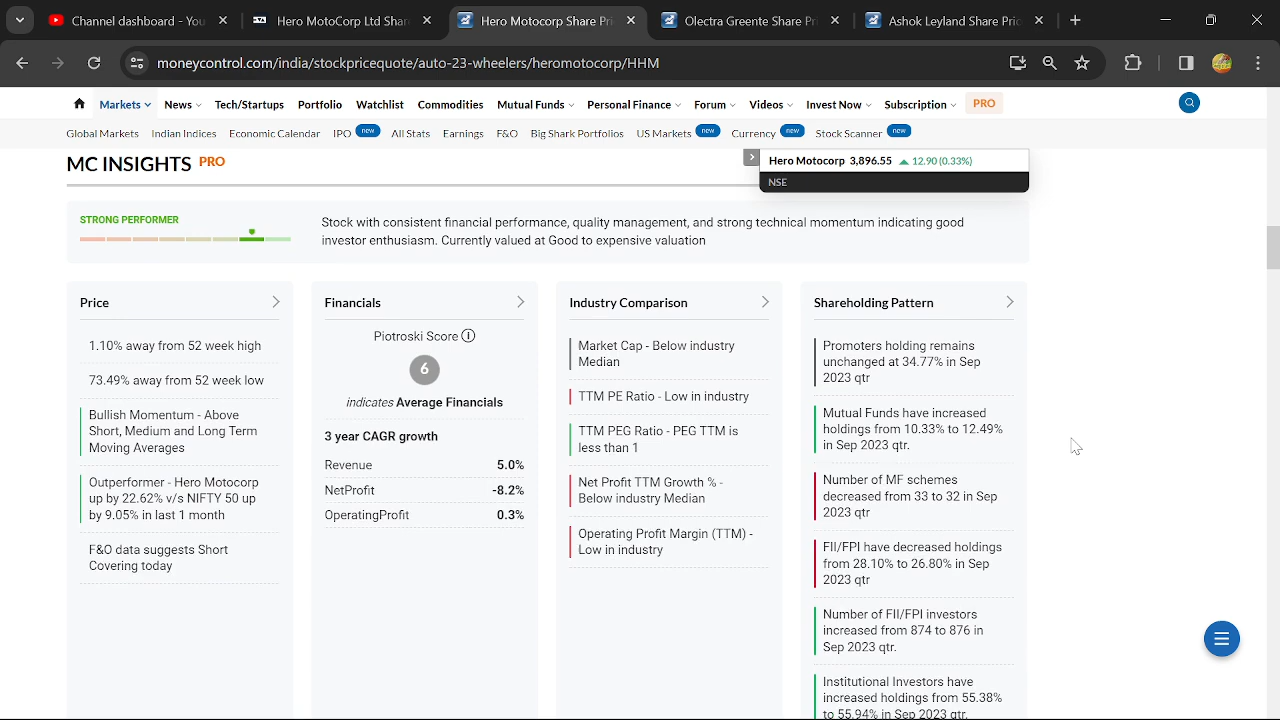 Channel dashboard - You
Hero MotoCorp Ltd Shar
Hero Motocorp Share Pri
Olectra Greente Share Pr
Ashok Leyland Share Pric
moneycontrol.com/india/stockpricequote/auto-23-wheelers/heromotocorp/HHM
Markets News Tech/Startups Portfolio Watchlist Commodities Mutual Funds Personal Finance Forum Videos Invest Now Subscription PRO
Global Markets Indian Indices Economic Calendar IPO new All Stats Earnings F&O Big Shark Portfolios US Markets new Currency new Stock Scanner new
MC INSIGHTS PRO
Hero Motocorp 3,896.55 12.90 (0.33%)
NSE
STRONG PERFORMER
Stock with consistent financial performance, quality management, and strong technical momentum indicating good
investor enthusiasm. Currently valued at Good to expensive valuation
Price
1.10% away from 52 week high
73.49% away from 52 week low
Bullish Momentum - Above
Short, Medium and Long Term
Moving Averages
Outperformer - Hero Motocorp
up by 22.62% v/s NIFTY 50 up
by 9.05% in last 1 month
F&O data suggests Short
Covering today
Financials
Piotroski Score
6
indicates Average Financials
3 year CAGR growth
Revenue 5.0%
NetProfit -8.2%
OperatingProfit 0.3%
Industry Comparison
Market Cap - Below industry
Median
TTM PE Ratio - Low in industry
TTM PEG Ratio - PEG TTM is
less than 1
Net Profit TTM Growth % -
Below industry Median
Operating Profit Margin (TTM) -
Low in industry
Shareholding Pattern
Promoters holding remains
unchanged at 34.77% in Sep
2023 qtr
Mutual Funds have increased
holdings from 10.33% to 12.49%
in Sep 2023 qtr.
Number of MF schemes
decreased from 33 to 32 in Sep
2023 qtr
FII/FPI have decreased holdings
from 28.10% to 26.80% in Sep
2023 qtr
Number of FII/FPI investors
increased from 874 to 876 in
Sep 2023 qtr.
Institutional Investors have
increased holdings from 55.38%
to 55.94% in Sep 2023 qtr.